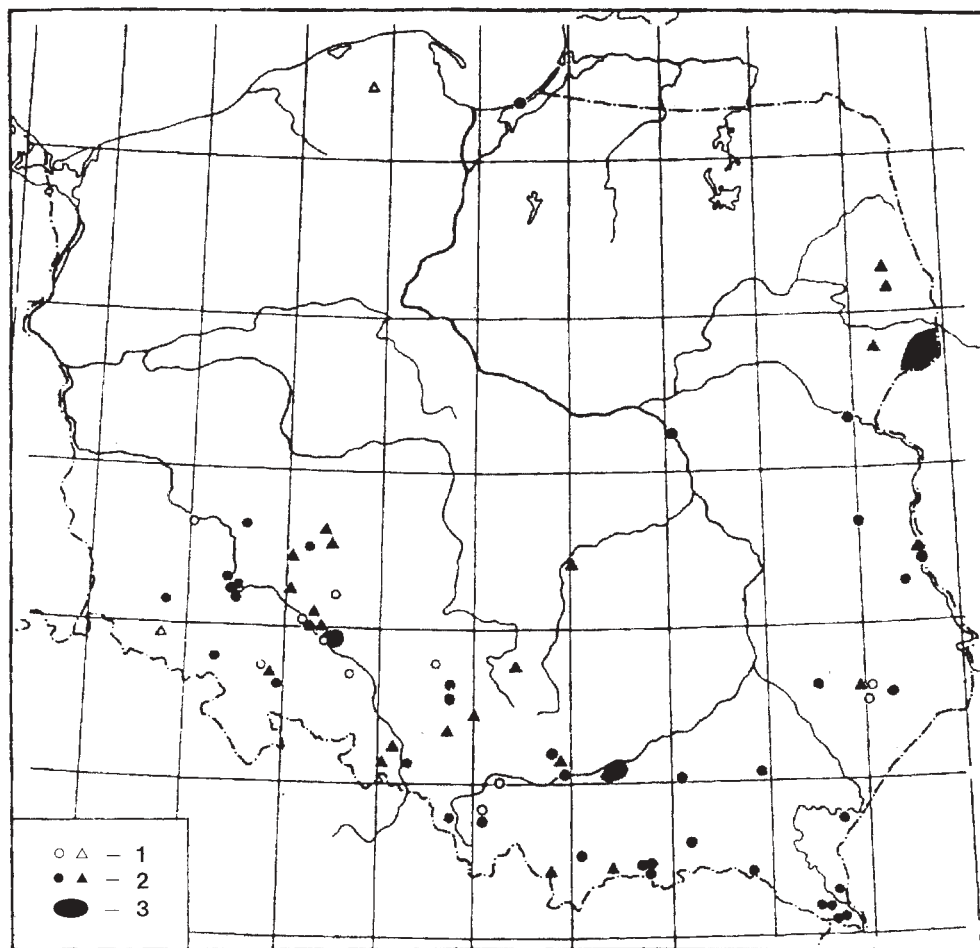 ○ △ – 1
● ▲ – 2
⬬ – 3